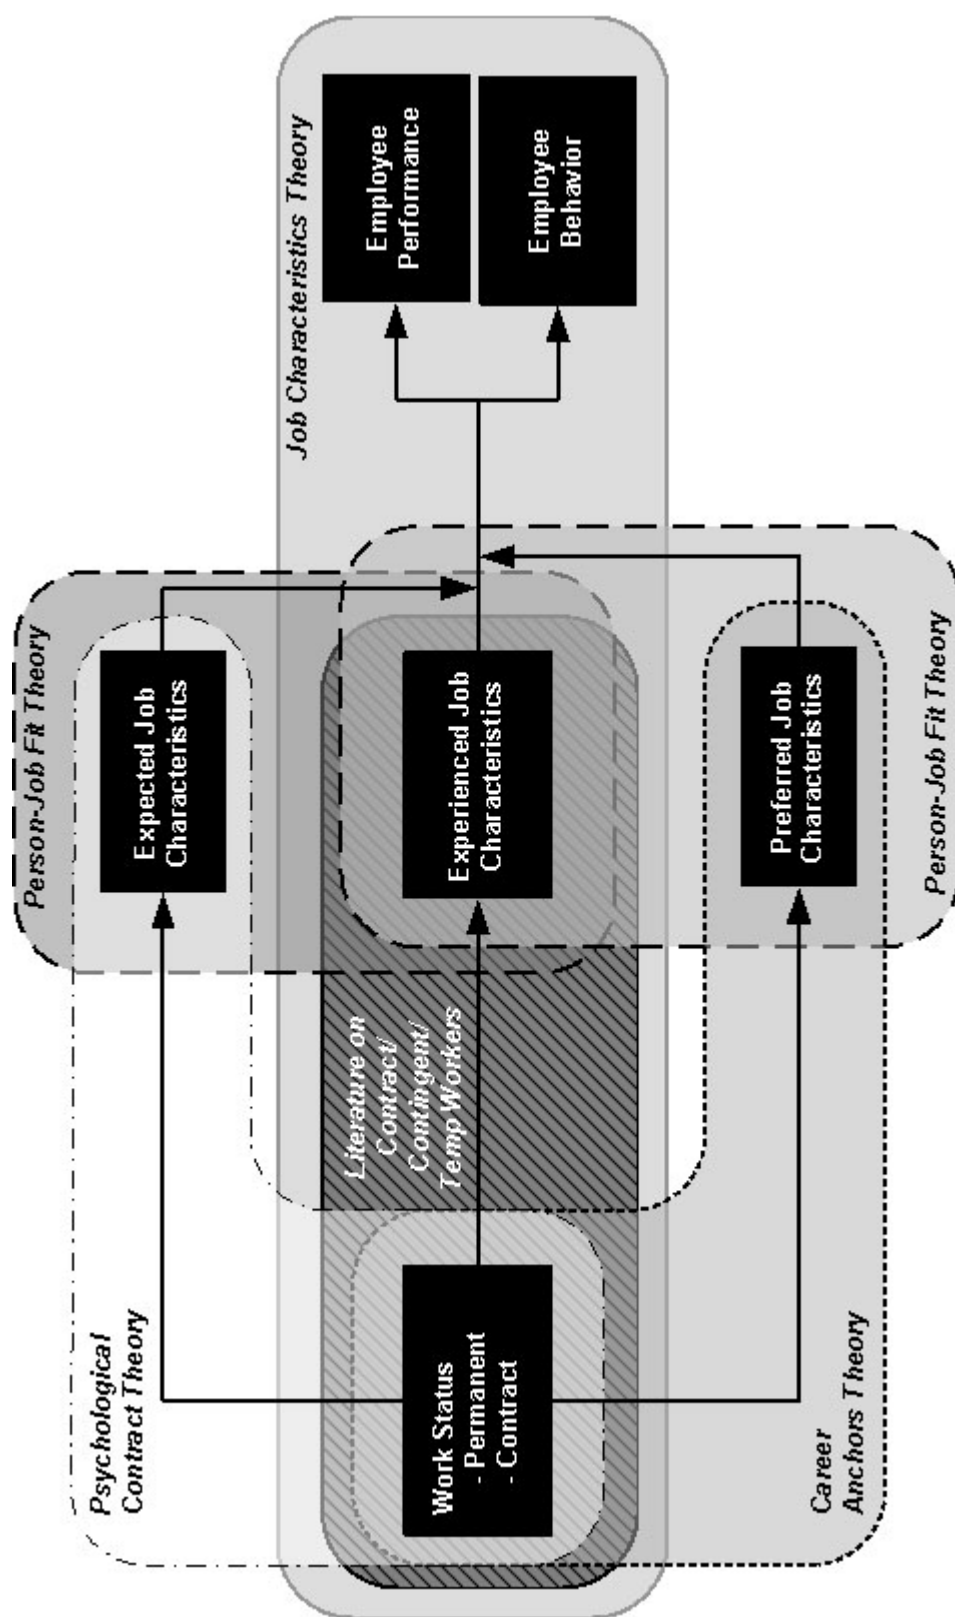 Psychological
Contract Theory
Person-Job Fit Theory
Expected Job
Characteristics
Job Characteristics Theory
Work Status
- Permanent
- Contract
Literature on
Contract/
Contingent/
Temp Workers
Experienced Job
Characteristics
Employee
Performance
Employee
Behavior
Career
Anchors Theory
Preferred Job
Characteristics
Person-Job Fit Theory